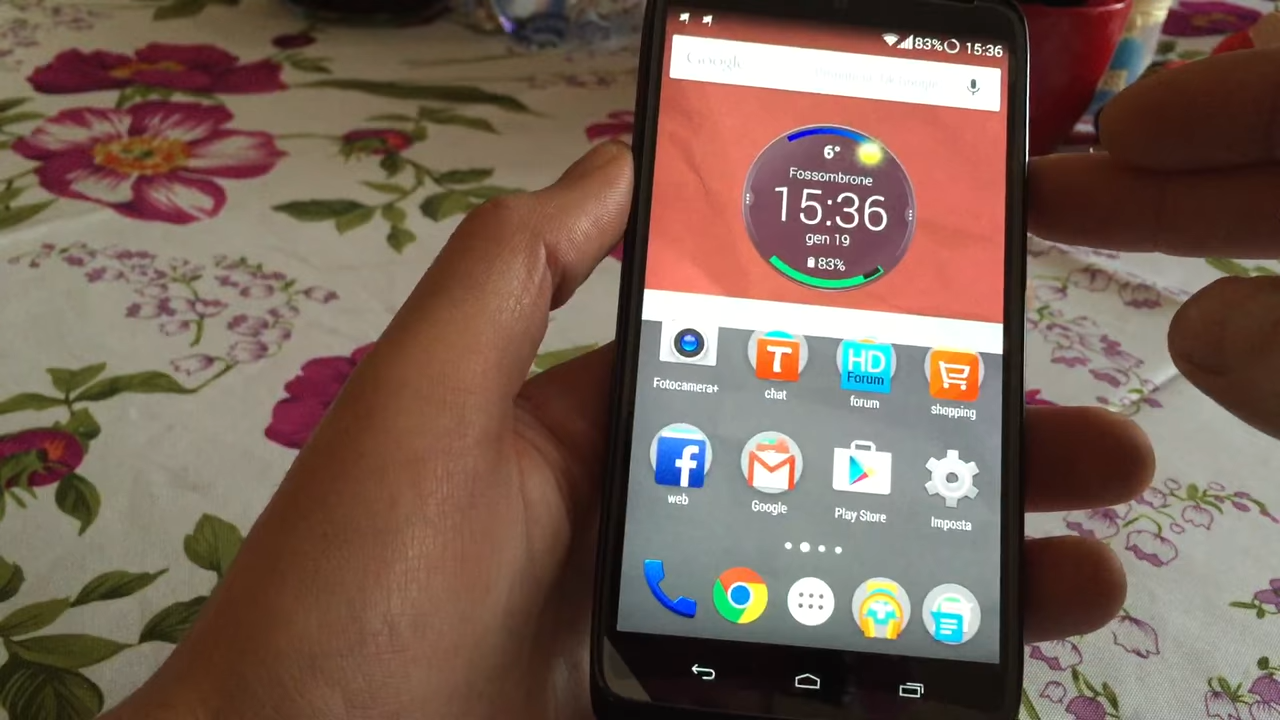 83% 15:36
Google
6°
Fossombrone
15:36
gen 19
83%
T
HD
Forum
Fotocamera+
chat
forum
shopping
f
web
Google
Play Store
Imposta